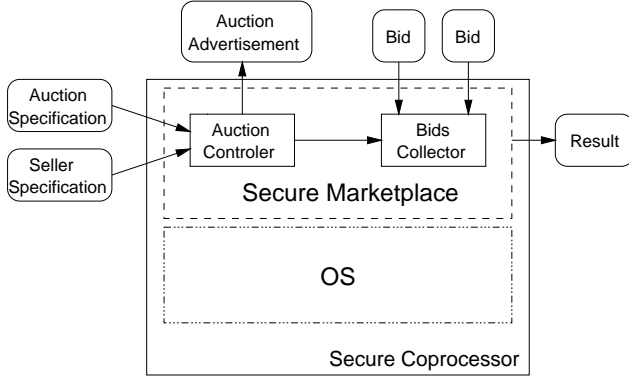 Auction
Advertisement
Bid
Bid
Auction
Specification
Auction
Controler
Bids
Collector
Result
Seller
Specification
Secure Marketplace
OS
Secure Coprocessor